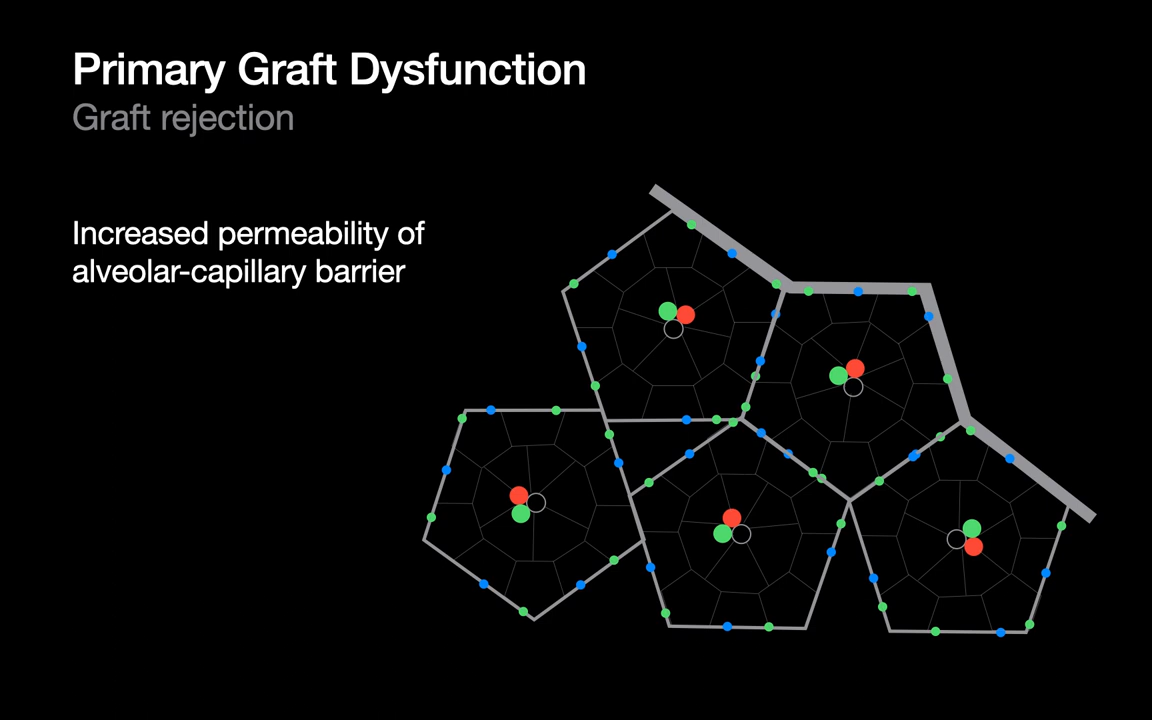 Primary Graft Dysfunction
Graft rejection
Increased permeability of
alveolar-capillary barrier